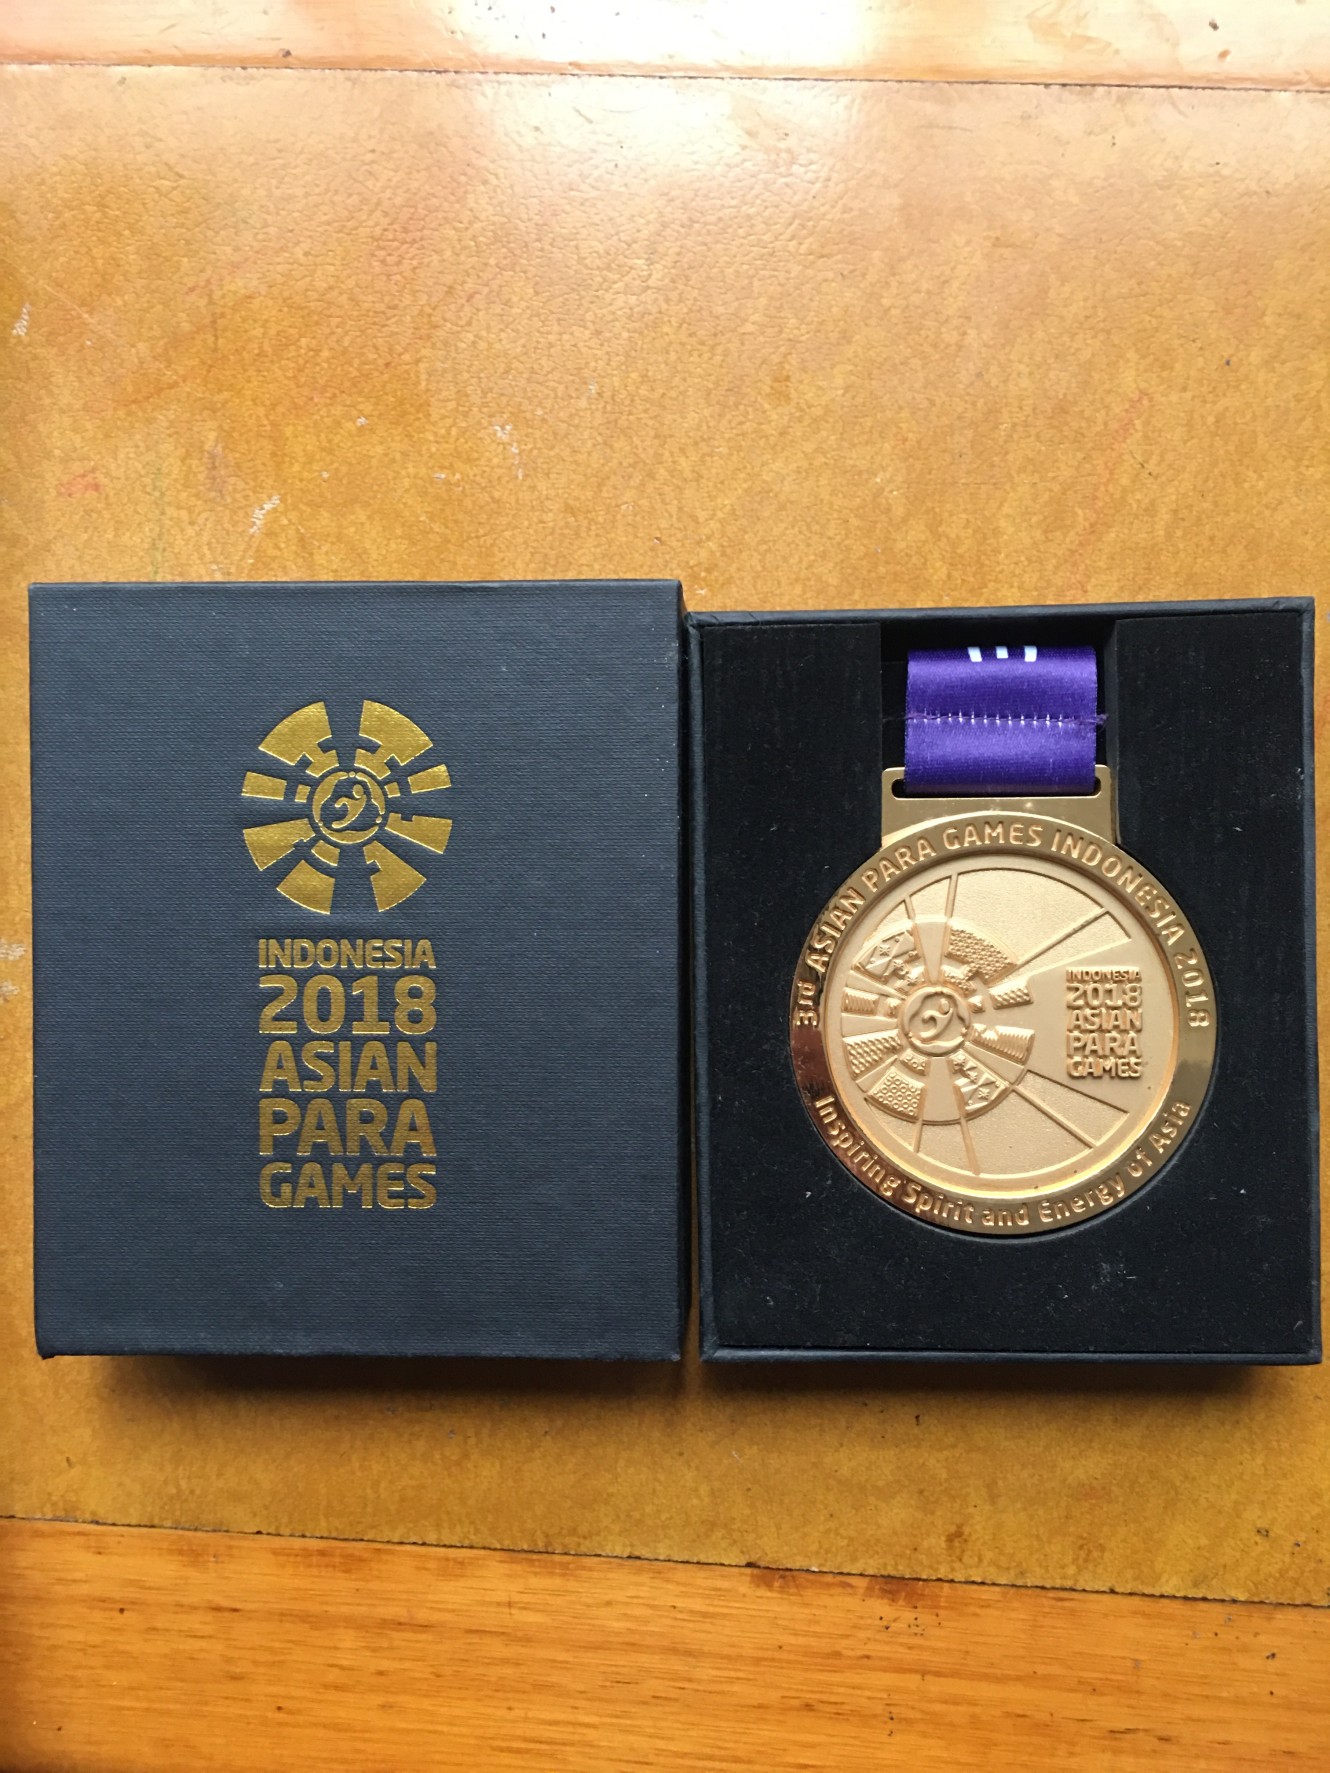 INDONESIA
2018
ASIAN
PARA
GAMES
3rd ASIAN PARA GAMES INDONESIA 2018
INDONESIA
2018
ASIAN
PARA
GAMES
Inspiring Spirit and Energy of Asia